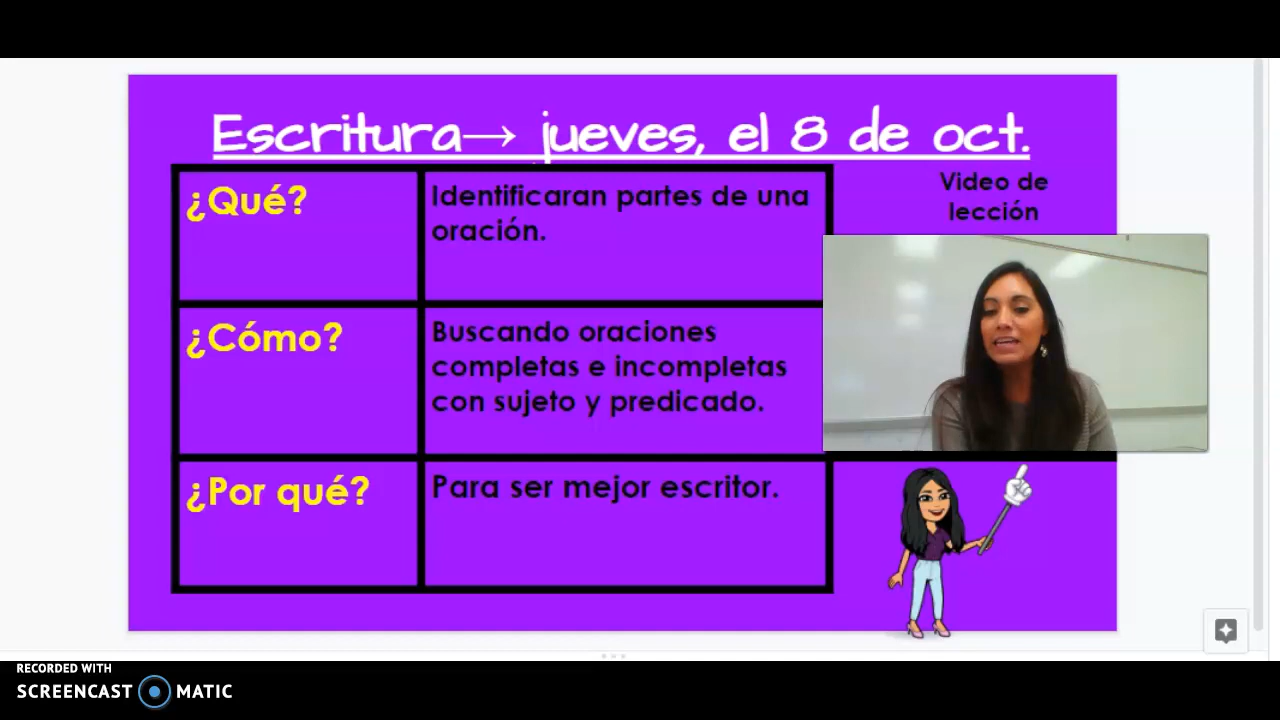 Escritura→ jueves, el 8 de oct.
¿Qué?
Identificaran partes de una
oración.
Video de
lección
¿Cómo?
Buscando oraciones
completas e incompletas
con sujeto y predicado.
¿Por qué?
Para ser mejor escritor.
RECORDED WITH
SCREENCAST MATIC